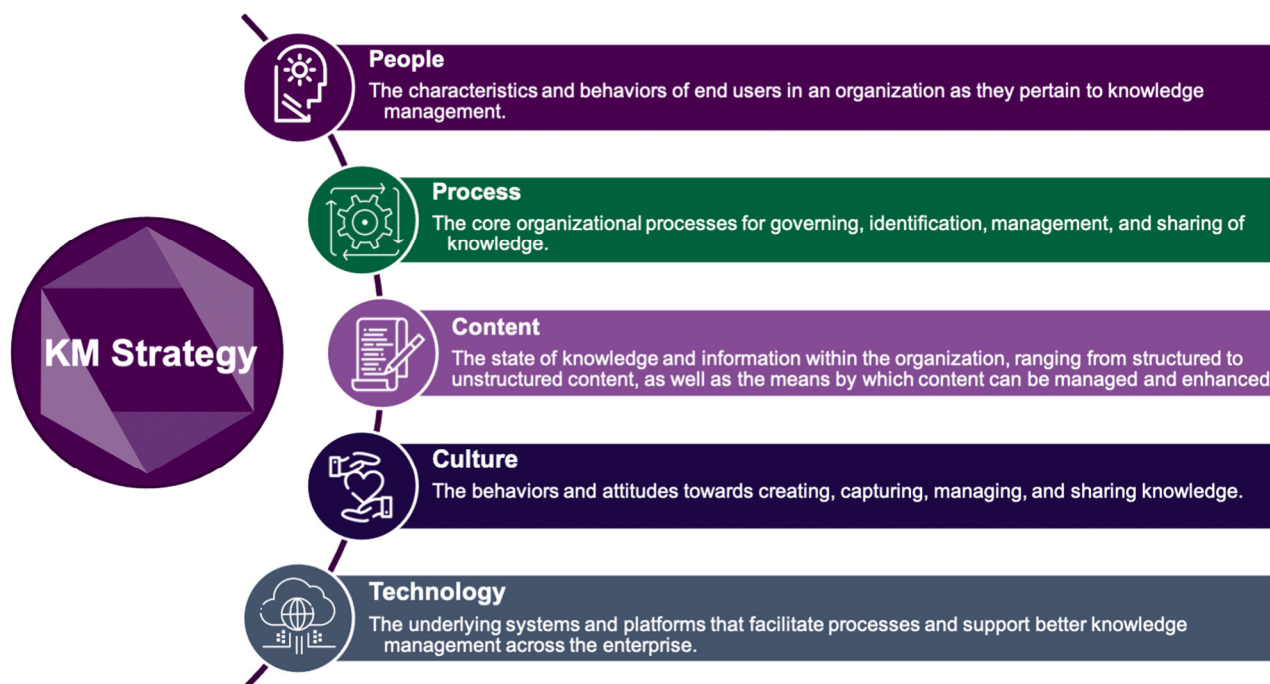 People
The characteristics and behaviors of end users in an organization as they pertain to knowledge
management.
Process
The core organizational processes for governing, identification, management, and sharing of
knowledge.
KM Strategy
Content
The state of knowledge and information within the organization, ranging from structured to
unstructured content, as well as the means by which content can be managed and enhanced
Culture
The behaviors and attitudes towards creating, capturing, managing, and sharing knowledge.
Technology
The underlying systems and platforms that facilitate processes and support better knowledge
management across the enterprise.